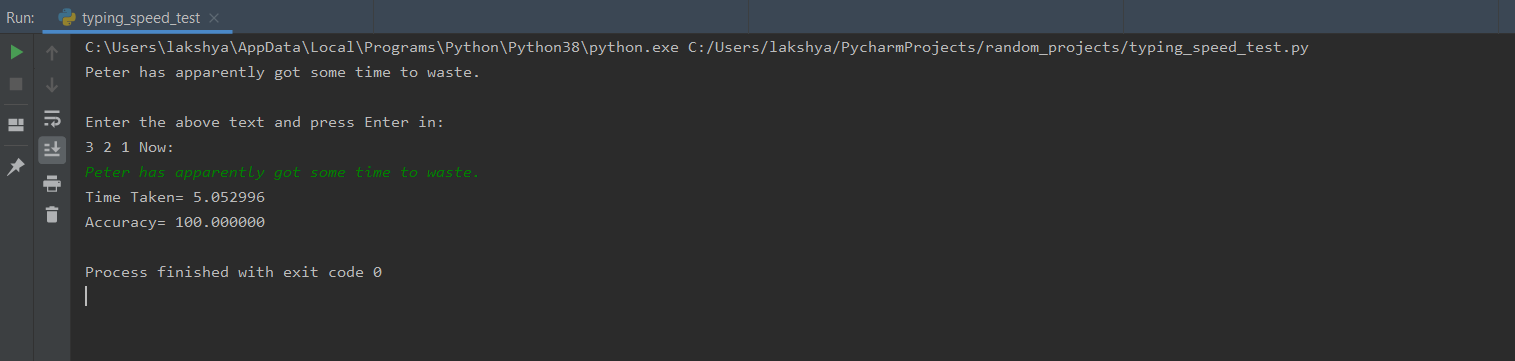 Run: typing_speed_test
C:\Users\lakshya\AppData\Local\Programs\Python\Python38\python.exe C:/Users/lakshya/PycharmProjects/random_projects/typing_speed_test.py
Peter has apparently got some time to waste.
Enter the above text and press Enter in:
3 2 1 Now:
Peter has apparently got some time to waste.
Time Taken= 5.052996
Accuracy= 100.000000
Process finished with exit code 0